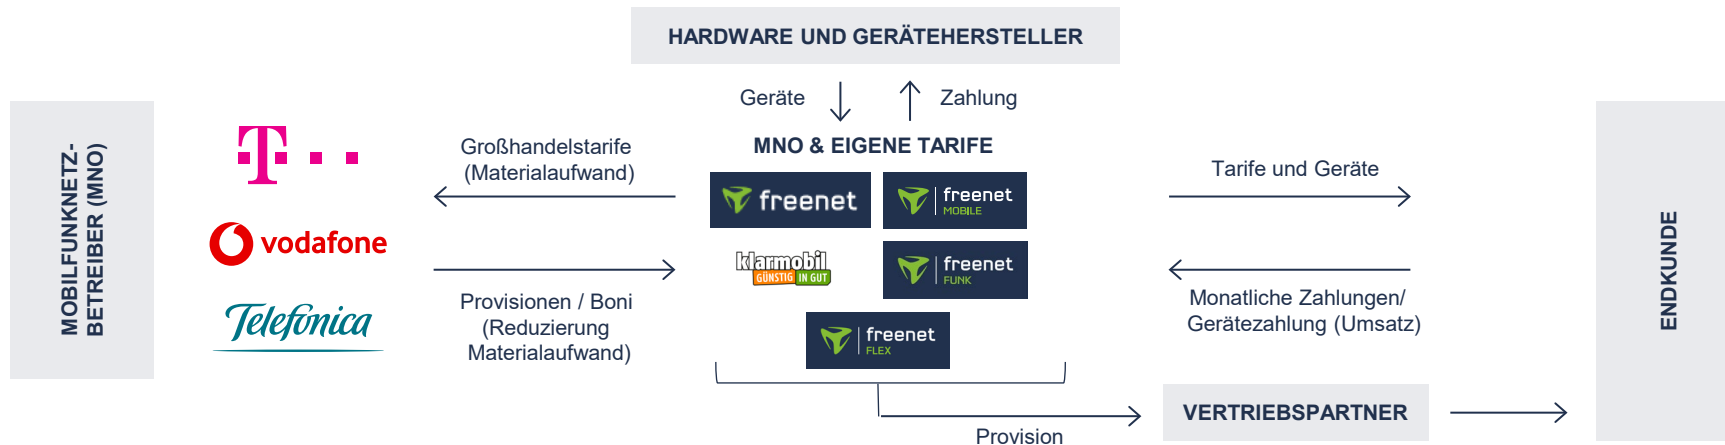 HARDWARE UND GERÄTEHERSTELLER
Geräte
Zahlung
MOBILFUNKNETZ-
BETREIBER (MNO)
T
vodafone
Telefónica
Großhandelstarife
(Materialaufwand)
Provisionen / Boni
(Reduzierung
Materialaufwand)
MNO & EIGENE TARIFE
freenet
freenet
MOBILE
klarmobil
GÜNSTIG IN GUT
freenet
FUNK
freenet
FLEX
Tarife und Geräte
Monatliche Zahlungen/
Gerätezahlung (Umsatz)
Provision
VERTRIEBSPARTNER
ENDKUNDE